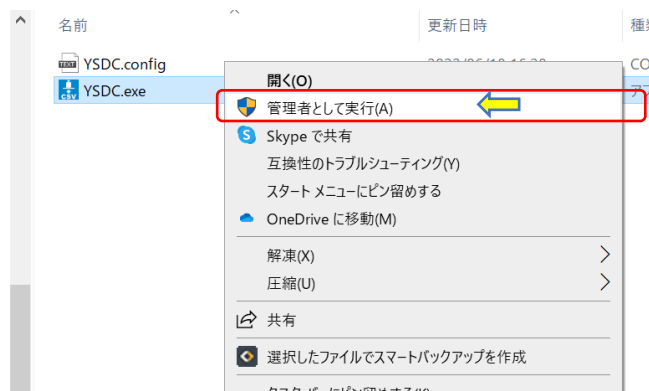 名前 更新日時 種
YSDC.config
YSDC.exe
開く(O)
管理者として実行(A)
Skype で共有
互換性のトラブルシューティング(Y)
スタート メニューにピン留めする
OneDrive に移動(M)
解凍(X)
圧縮(U)
共有
選択したファイルでスマートバックアップを作成